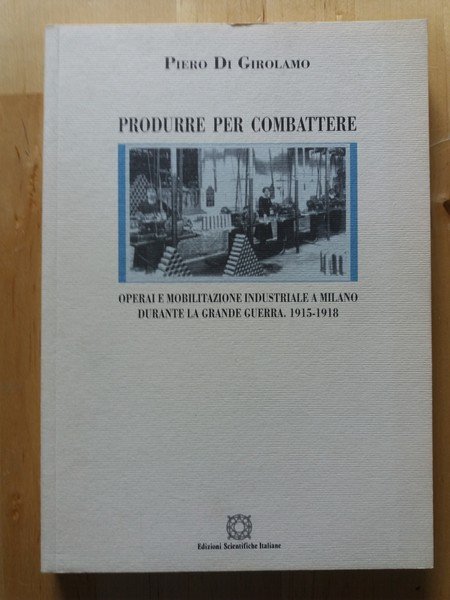 PIERO DI GIROLAMO
PRODURRE PER COMBATTERE
OPERAI E MOBILITAZIONE INDUSTRIALE A MILANO
DURANTE LA GRANDE GUERRA. 1915-1918
Edizioni Scientifiche Italiane